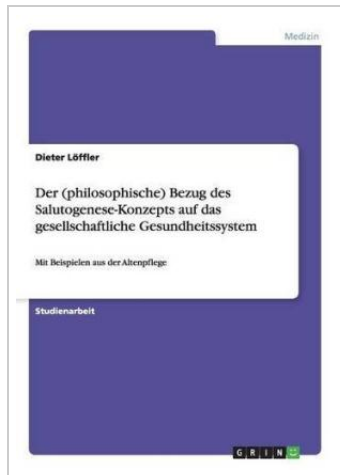 Medizin
Dieter Löffler
Der (philosophische) Bezug des
Salutogenese-Konzepts auf das
gesellschaftliche Gesundheitssystem
Mit Beispielen aus der Altenpflege
Studienarbeit
GRIN